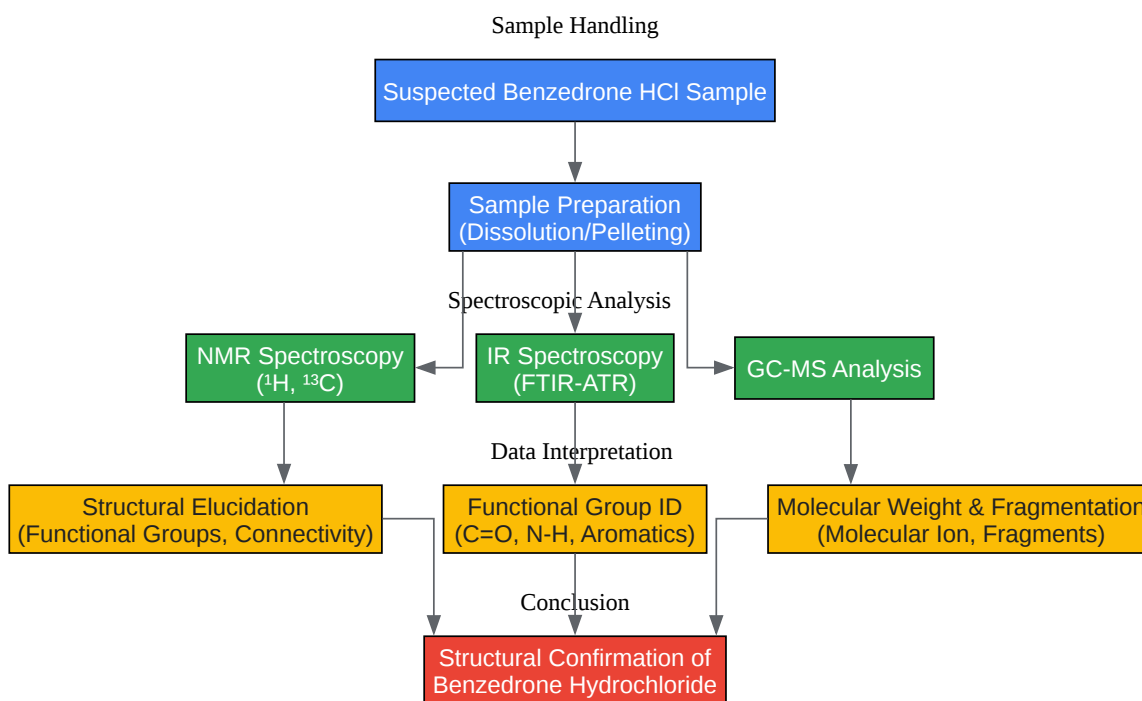 Sample Handling
Suspected Benzedrone HCl Sample
Sample Preparation
(Dissolution/Pelleting)
Spectroscopic Analysis
NMR Spectroscopy
(¹H, ¹³C)
IR Spectroscopy
(FTIR-ATR)
GC-MS Analysis
Data Interpretation
Structural Elucidation
(Functional Groups, Connectivity)
Functional Group ID
(C=O, N-H, Aromatics)
Molecular Weight & Fragmentation
(Molecular Ion, Fragments)
Conclusion
Structural Confirmation of
Benzedrone Hydrochloride